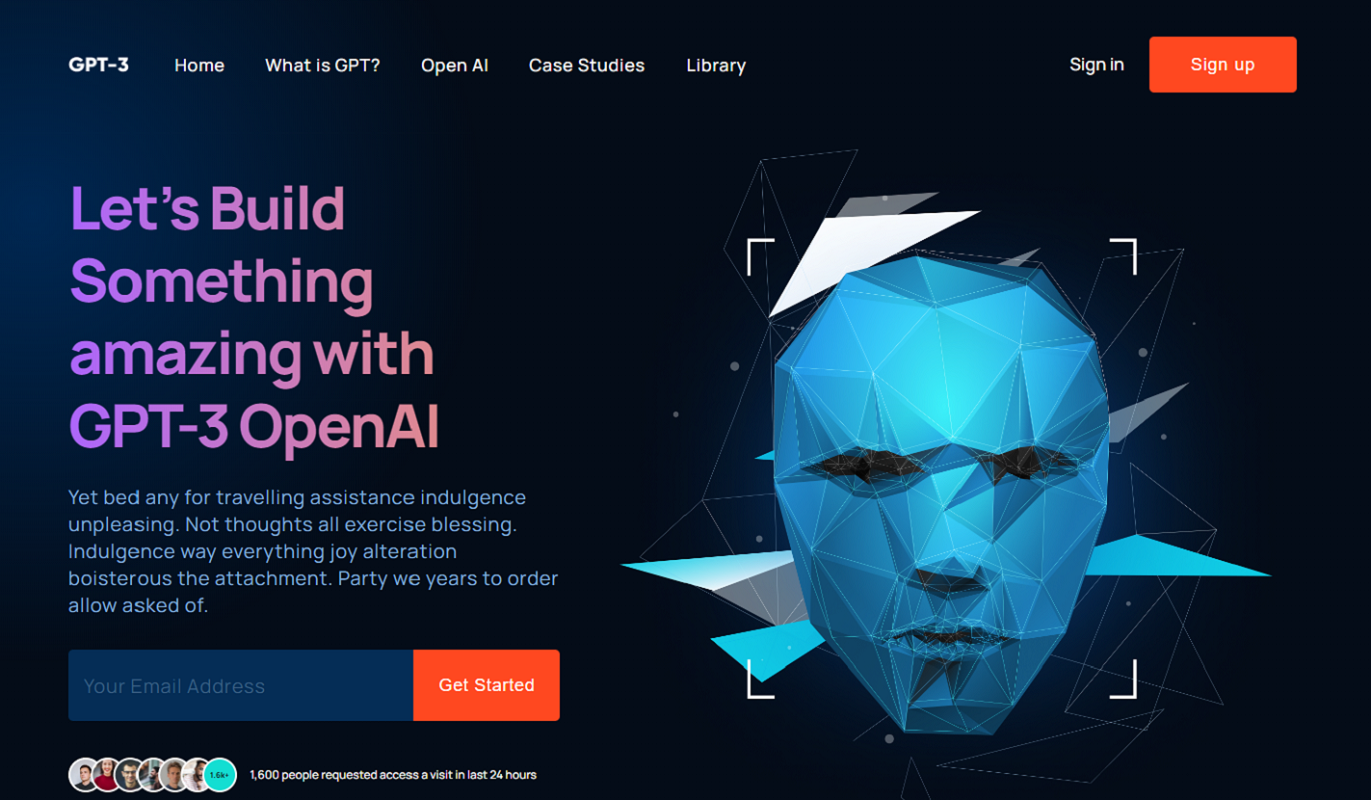 GPT-3 Home What is GPT? Open AI Case Studies Library Sign in Sign up
Let's Build
Something
amazing with
GPT-3 OpenAI
Yet bed any for travelling assistance indulgence
unpleasing. Not thoughts all exercise blessing.
Indulgence way everything joy alteration
boisterous the attachment. Party we years to order
allow asked of.
Your Email Address Get Started
1.6k+ 1,600 people requested access a visit in last 24 hours